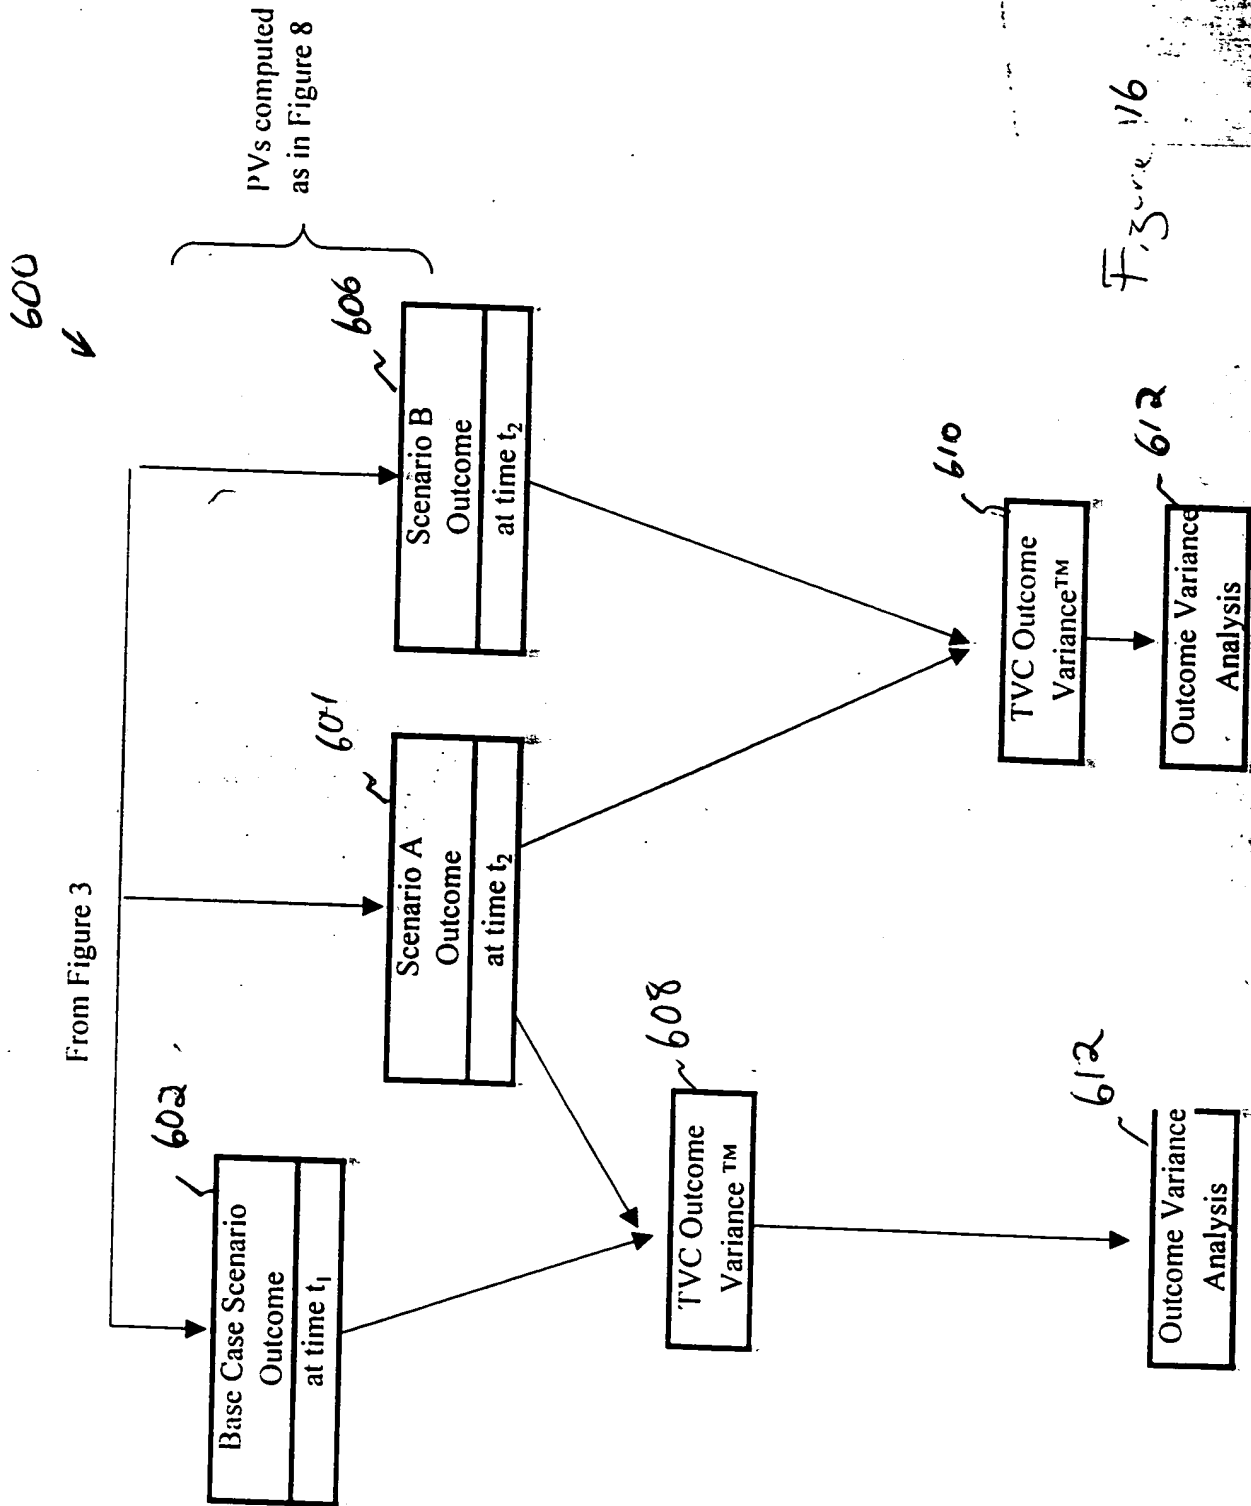 600
From Figure 3
PVs computed
as in Figure 8
602
Base Case Scenario
Outcome
at time t₁
601
Scenario A
Outcome
at time t₂
606
Scenario B
Outcome
at time t₂
608
TVC Outcome
Variance ™
610
TVC Outcome
Variance™
612
Outcome Variance
Analysis
612
Outcome Variance
Analysis
Figure 16